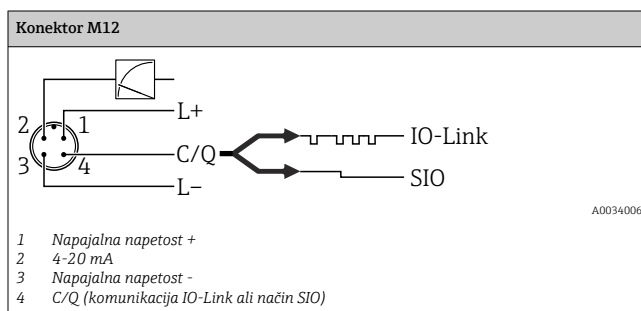 Konektor M12
L+
2 1
IO-Link
C/Q
3 4
SIO
L–
A0034006
1 Napajalna napetost +
2 4-20 mA
3 Napajalna napetost -
4 C/Q (komunikacija IO-Link ali način SIO)